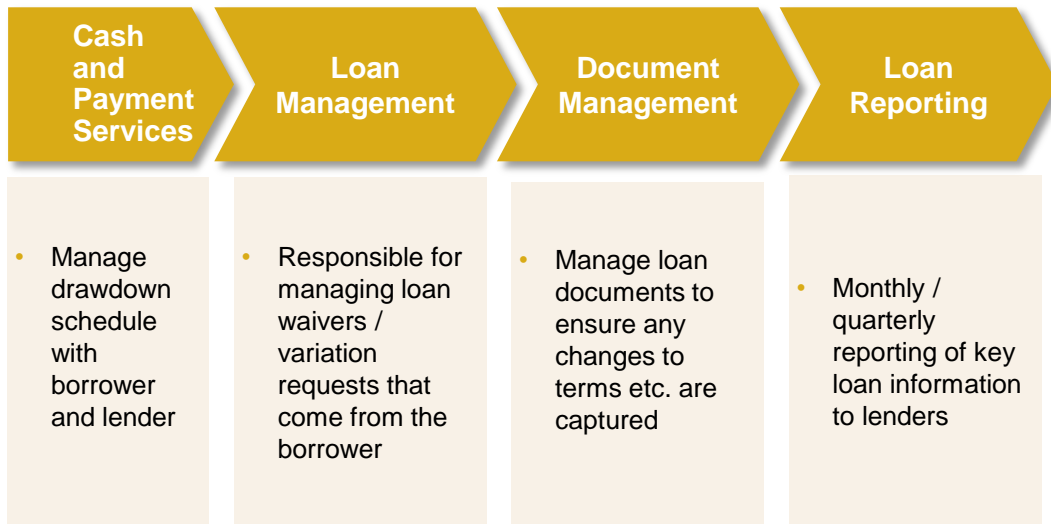 Cash
and
Payment
Services
Loan
Management
Document
Management
Loan
Reporting
• Manage
drawdown
schedule
with
borrower
and lender
• Responsible for
managing loan
waivers /
variation
requests that
come from the
borrower
• Manage loan
documents to
ensure any
changes to
terms etc. are
captured
• Monthly /
quarterly
reporting of key
loan information
to lenders